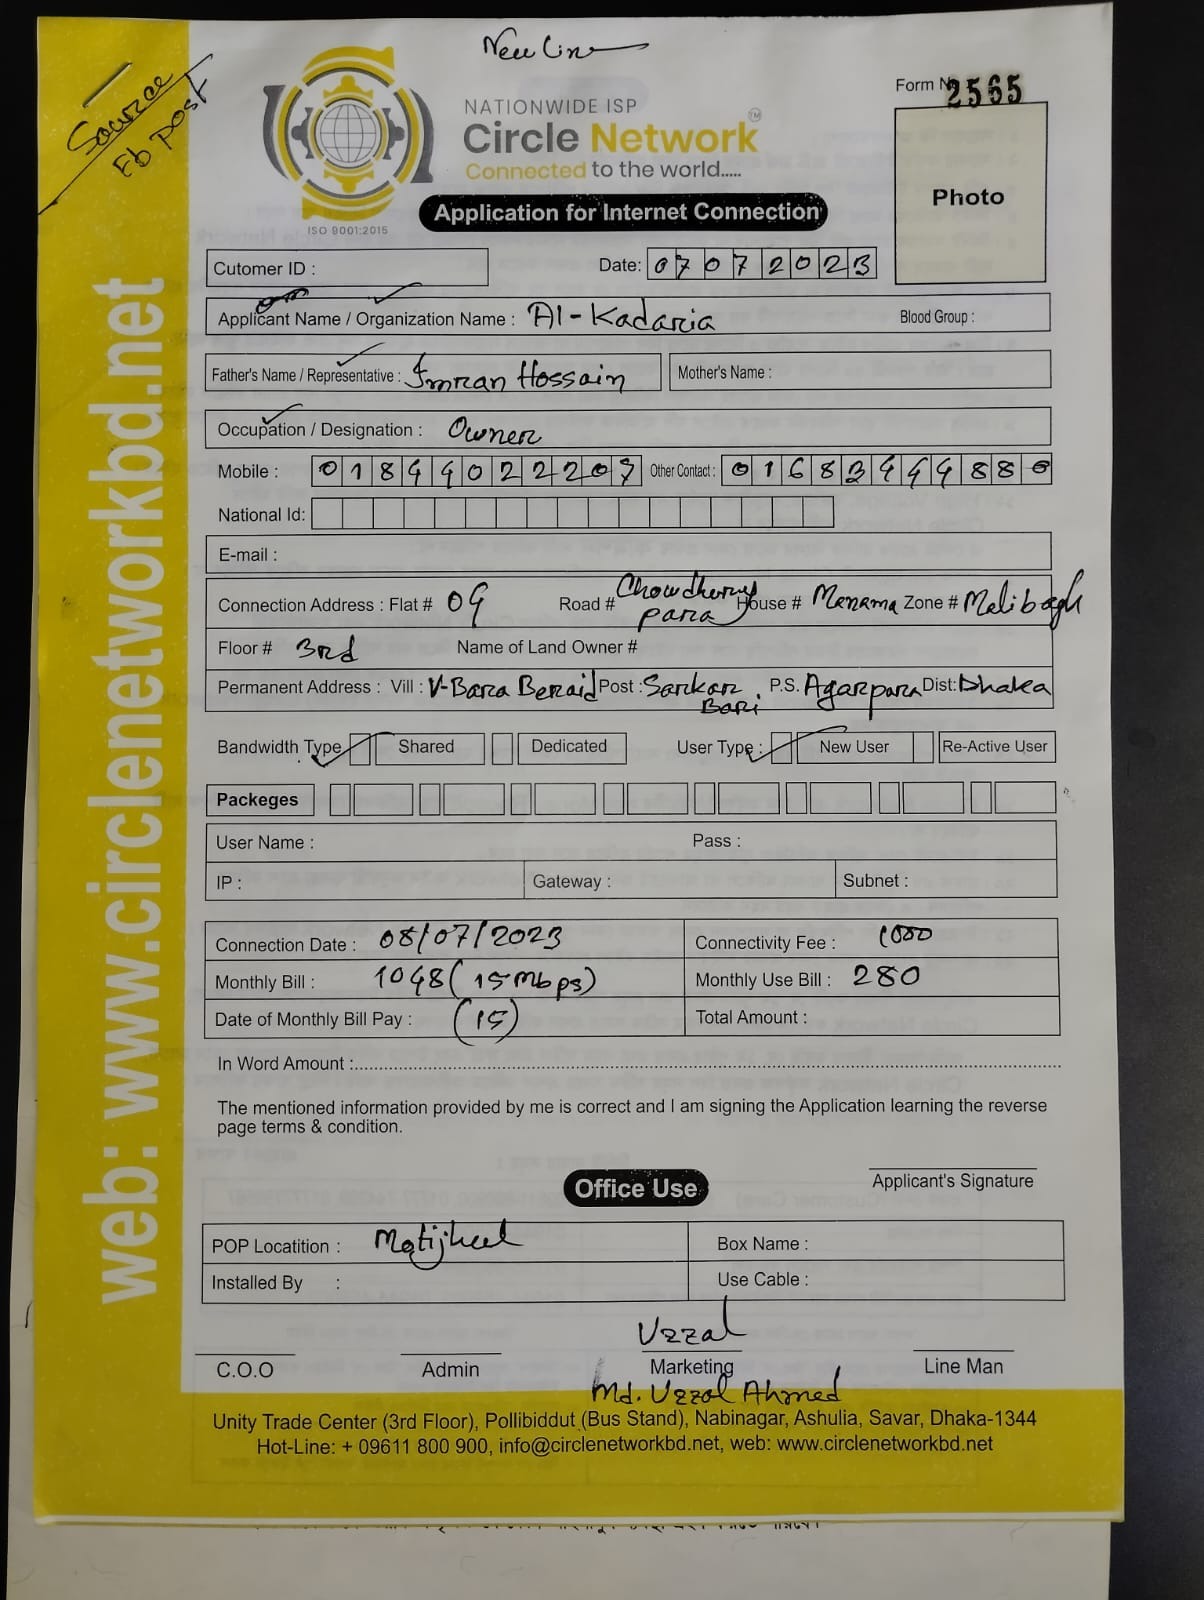 New Line
Source
Fb post
Form No 2565
NATIONWIDE ISP
Circle Network TM
Connected to the world.....
ISO 9001:2015
Application for Internet Connection
Photo
Cutomer ID :
Date: 07072023
Applicant Name / Organization Name : Al-Kadaria Blood Group :
Father's Name / Representative : Imran Hossain Mother's Name :
Occupation / Designation : Owner
Mobile : Other Contact :
National Id:
E-mail :
Connection Address : Flat # 04 Road # Chowdhury para House # Manama Zone # Malibagh
Floor # 3rd Name of Land Owner #
Permanent Address : Vill : V-Bara Beraid Post : Sarkar Bari P.S. Agarpara Dist: Dhaka
Bandwidth Type Shared Dedicated User Type : New User Re-Active User
Packeges
User Name : Pass :
IP : Gateway : Subnet :
Connection Date : 08/07/2023 Connectivity Fee : 1000
Monthly Bill : 1048 (15 mbps) Monthly Use Bill : 280
Date of Monthly Bill Pay : (15) Total Amount :
In Word Amount :
The mentioned information provided by me is correct and I am signing the Application learning the reverse
page terms & condition.
Applicant's Signature
Office Use
POP Locatition : Motijheel Box Name :
Installed By : Use Cable :
Uzzal
C.O.O Admin Marketing Line Man
Md. Uzzal Ahmed
Unity Trade Center (3rd Floor), Pollibiddut (Bus Stand), Nabinagar, Ashulia, Savar, Dhaka-1344
Hot-Line: + 09611 800 900, info@circlenetworkbd.net, web: www.circlenetworkbd.net
web: www.circlenetworkbd.net